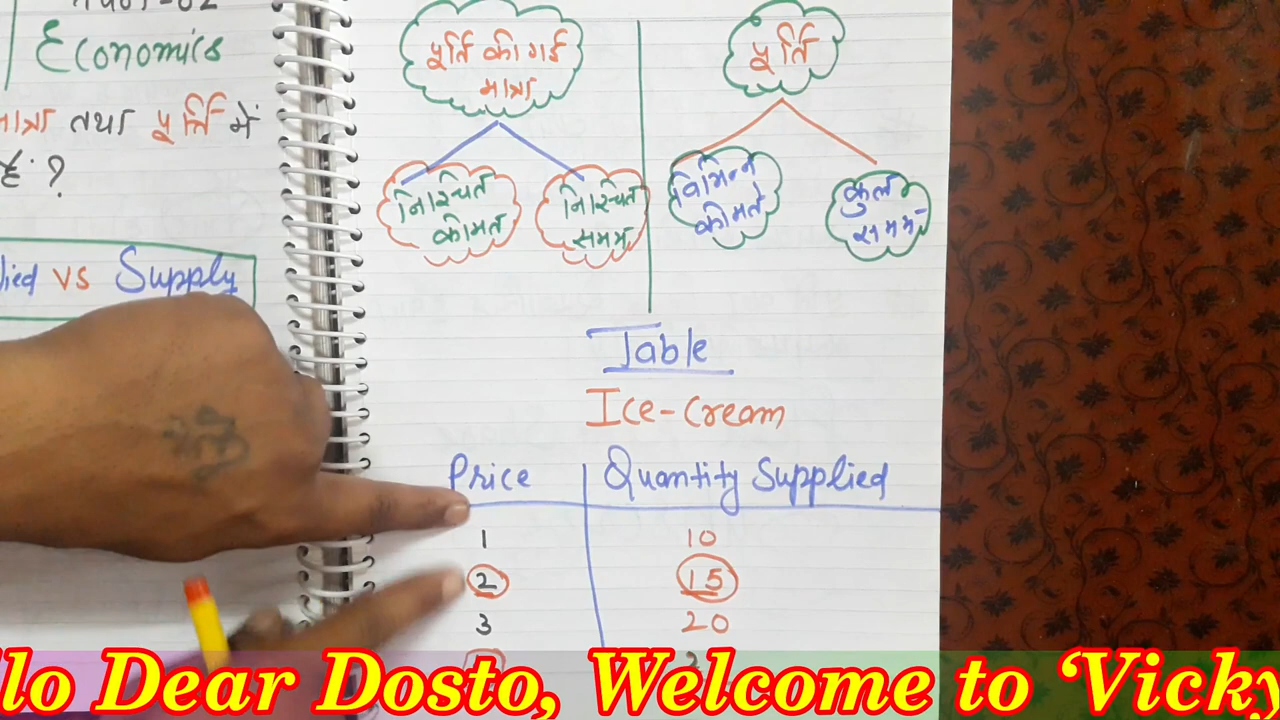 Economics
मात्रा तथा पूर्ति में
है ?
lied vs Supply
पूर्ति की गई
मात्रा
निश्चित
कीमत
निश्चित
समय
पूर्ति
विभिन्न
कीमतें
कुल
समय
Table
Ice-Cream
Price Quantity Supplied
1 10
2 15
3 20
lo Dear Dosto, Welcome to ‘Vicky